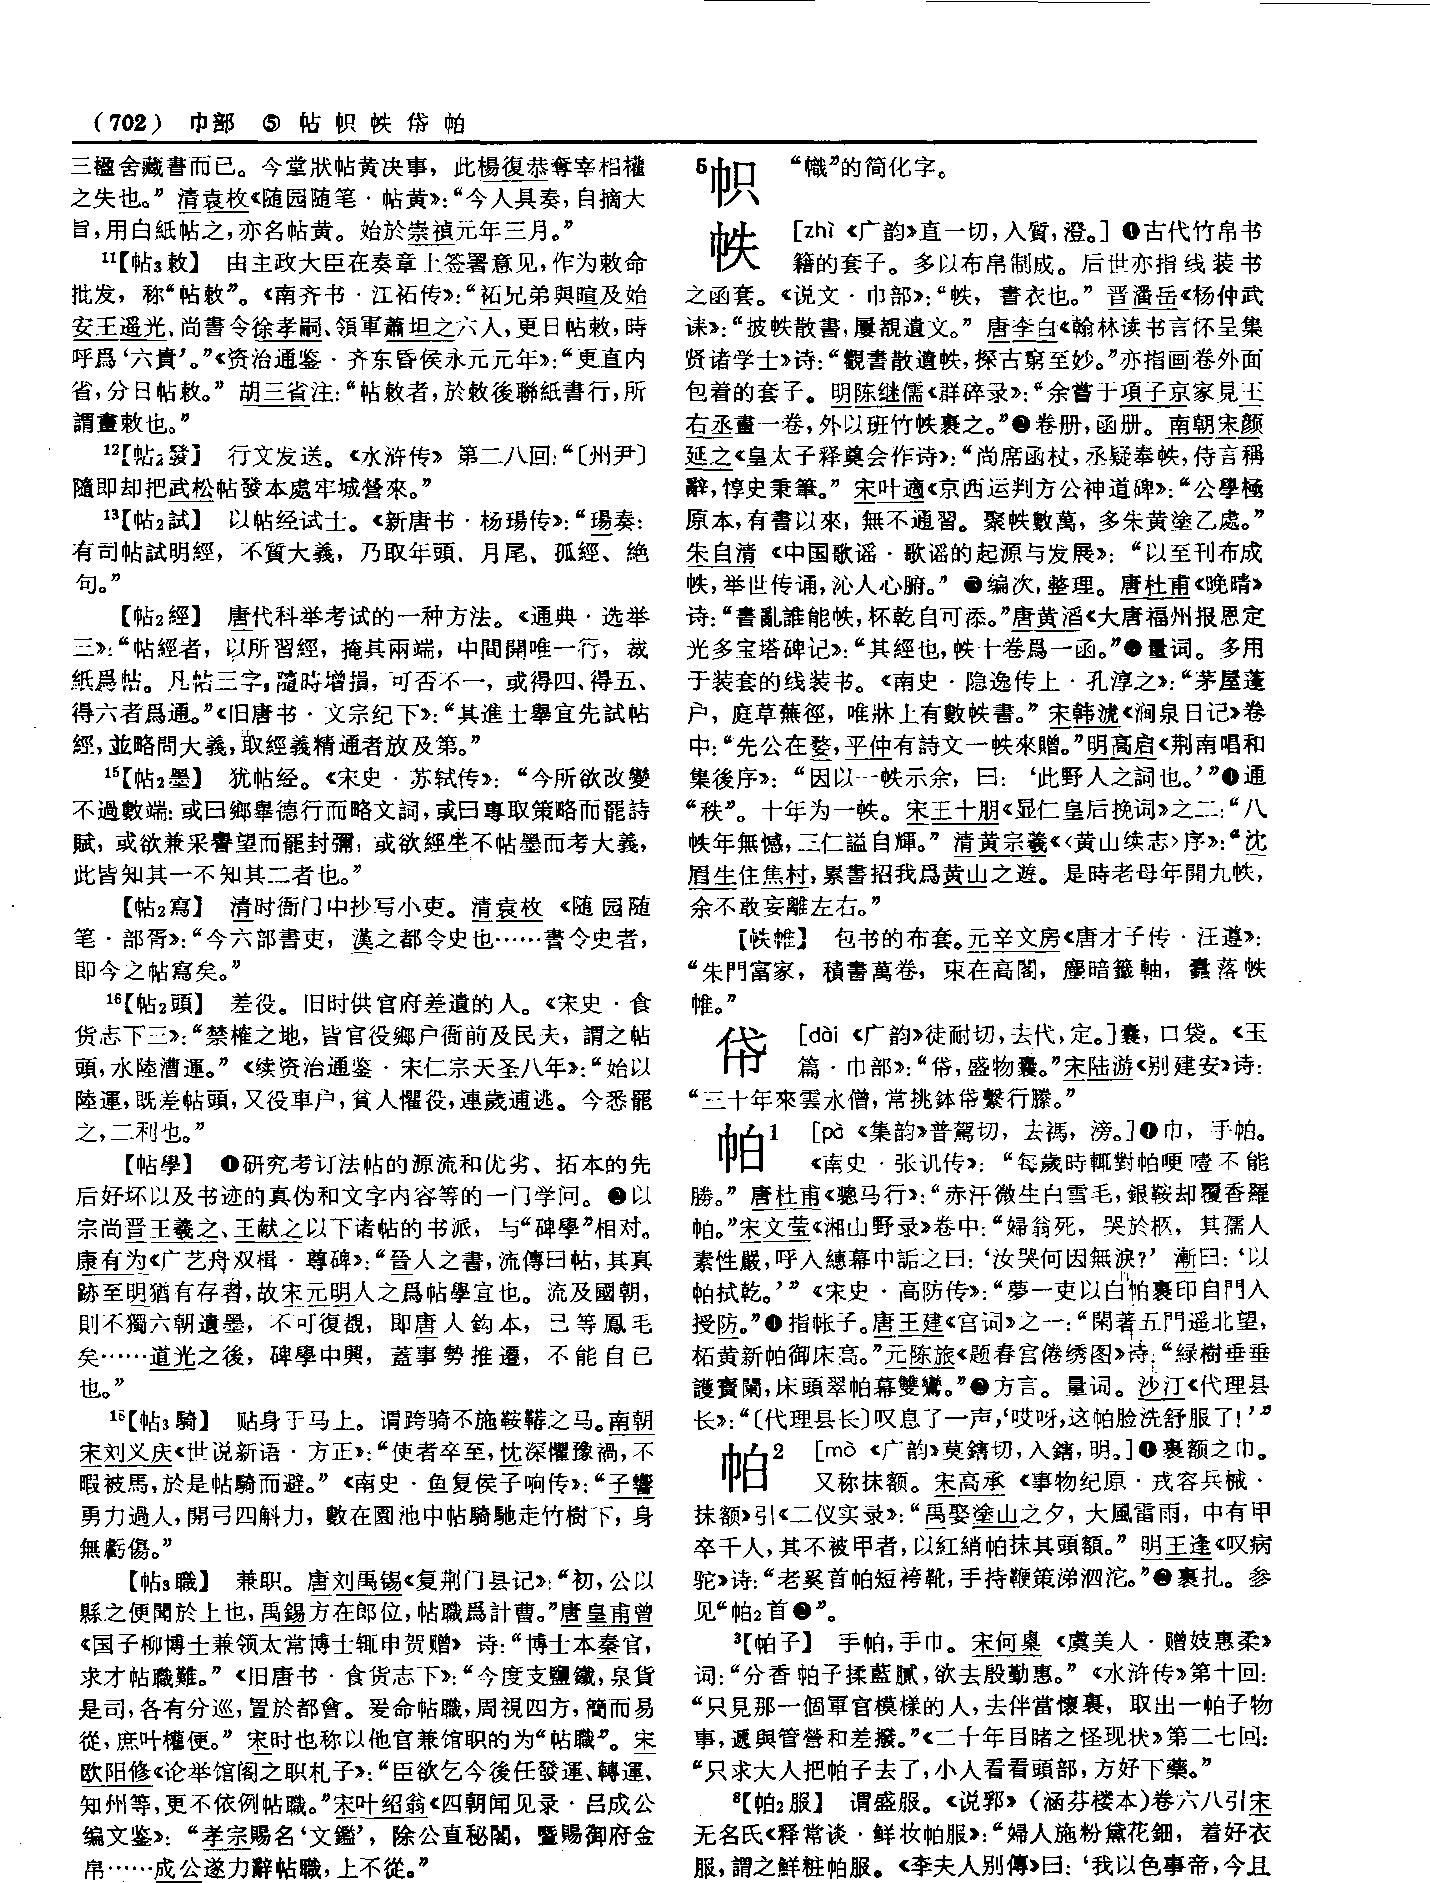 (702) 巾部 ⑤ 帖帜帙帒帕
三楹舍藏書而已。今堂狀帖黄决事，此楊復恭奪宰相權
之失也。”清袁枚《随园随笔·帖黄》：“今人具奏，自摘大
旨，用白紙帖之，亦名帖黄。始於崇禎元年三月。”
11【帖₃敕】 由主政大臣在奏章上签署意见，作为敕命
批发，称“帖敕”。《南齐书·江祏传》：“祏兄弟與暄及始
安王遥光、尚書令徐孝嗣、領軍蕭坦之六人，更日帖敕，時
呼爲‘六貴’。”《资治通鉴·齐东昏侯永元元年》：“更直内
省，分日帖敕。”胡三省注：“帖敕者，於敕後聯紙書行，所
謂畫敕也。”
12【帖₂發】 行文发送。《水浒传》第二八回：“〔州尹〕
隨即却把武松帖發本處牢城營來。”
13【帖₂試】 以帖经试士。《新唐书·杨瑒传》：“瑒奏：
有司帖試明經，不質大義，乃取年頭、月尾、孤經、絶
句。”
【帖₂經】 唐代科举考试的一种方法。《通典·选举
三》：“帖經者，以所習經，掩其兩端，中間開唯一行，裁
紙爲帖。凡帖三字，隨時增損，可否不一，或得四、得五、
得六者爲通。”《旧唐书·文宗纪下》：“其進士舉宜先試帖
經，並略問大義，取經義精通者放及第。”
15【帖₂墨】 犹帖经。《宋史·苏轼传》：“今所欲改變
不過數端：或曰鄉舉德行而略文詞，或曰專取策略而罷詩
賦，或欲兼采譽望而罷封彌，或欲經生不帖墨而考大義，
此皆知其一不知其二者也。”
【帖₂寫】 清时衙门中抄写小吏。清袁枚《随园随
笔·部胥》：“今六部書吏，漢之都令史也……書令史者，
即今之帖寫矣。”
16【帖₂頭】 差役。旧时供官府差遣的人。《宋史·食
货志下三》：“禁榷之地，皆官役鄉户衙前及民夫，謂之帖
頭，水陸漕運。”《续资治通鉴·宋仁宗天圣八年》：“始以
陸運，既差帖頭，又役車户，貧人懼役，連歲逋逃。今悉罷
之，二利也。”
【帖學】 ❶研究考订法帖的源流和优劣、拓本的先
后好坏以及书迹的真伪和文字内容等的一门学问。❷以
宗尚晋王羲之、王献之以下诸帖的书派，与“碑學”相对。
康有为《广艺舟双楫·尊碑》：“晉人之書，流傳曰帖，其真
跡至明猶有存者，故宋元明人之爲帖學宜也。流及國朝，
則不獨六朝遺墨，不可復覩，即唐人鈎本，已等鳳毛
矣……道光之後，碑學中興，蓋事勢推遷，不能自已
也。”
18【帖₃騎】 贴身于马上。谓跨骑不施鞍鞯之马。南朝
宋刘义庆《世说新语·方正》：“使者卒至，忱深懼豫禍，不
暇被馬，於是帖騎而避。”《南史·鱼复侯子响传》：“子響
勇力過人，開弓四斛力，數在園池中帖騎馳走竹樹下，身
無虧傷。”
【帖₃職】 兼职。唐刘禹锡《复荆门县记》：“初，公以
縣之便聞於上也，禹錫方在郎位，帖職爲計曹。”唐皇甫曾
《国子柳博士兼领太常博士辄申贺赠》诗：“博士本秦官，
求才帖職難。”《旧唐书·食货志下》：“今度支鹽鐵，泉貨
是司，各有分巡，置於都會。爰命帖職，周視四方，簡而易
從，庶叶權便。”宋时也称以他官兼馆职的为“帖職”。宋
欧阳修《论举馆阁之职札子》：“臣欲乞今後任發運、轉運、
知州等，更不依例帖職。”宋叶绍翁《四朝闻见录·吕成公
编文鉴》：“孝宗賜名‘文鑑’，除公直秘閣，暨賜御府金
帛……成公遂力辭帖職，上不從。”
5帜 “幟”的简化字。
帙 [zhì《广韵》直一切，入質，澄。]❶古代竹帛书
籍的套子。多以布帛制成。后世亦指线装书
之函套。《说文·巾部》：“帙，書衣也。”晋潘岳《杨仲武
诔》：“披帙散書，屢覩遺文。”唐李白《翰林读书言怀呈集
贤诸学士》诗：“觀書散遺帙，探古窮至妙。”亦指画卷外面
包着的套子。明陈继儒《群碎录》：“余嘗于項子京家見王
右丞畫一卷，外以班竹帙裹之。”❷卷册，函册。南朝宋颜
延之《皇太子释奠会作诗》：“尚席函杖，丞疑奉帙，侍言稱
辭，惇史秉筆。”宋叶適《京西运判方公神道碑》：“公學極
原本，有書以來，無不通習。聚帙數萬，多朱黄塗乙處。”
朱自清《中国歌谣·歌谣的起源与发展》：“以至刊布成
帙，举世传诵，沁人心腑。”❸编次，整理。唐杜甫《晚晴》
诗：“書亂誰能帙，杯乾自可添。”唐黄滔《大唐福州报恩定
光多宝塔碑记》：“其經也，帙十卷爲一函。”❹量词。多用
于装套的线装书。《南史·隐逸传上·孔淳之》：“茅屋蓬
户，庭草蕪徑，唯牀上有數帙書。”宋韩淲《涧泉日记》卷
中：“先公在婺，平仲有詩文一帙來贈。”明高启《荆南唱和
集後序》：“因以一帙示余，曰：‘此野人之詞也。’”❺通
“秩”。十年为一帙。宋王十朋《显仁皇后挽词》之二：“八
帙年無憾，三仁謚自輝。”清黄宗羲《〈黄山续志〉序》：“沈
眉生住焦村，累書招我爲黄山之遊。是時老母年開九帙，
余不敢妄離左右。”
【帙帷】 包书的布套。元辛文房《唐才子传·汪遵》：
“朱門富家，積書萬卷，束在高閣，塵暗籤軸，蠹落帙
帷。”
帒 [dài《广韵》徒耐切，去代，定。]囊，口袋。《玉
篇·巾部》：“帒，盛物囊。”宋陆游《别建安》诗：
“三十年來雲水僧，常挑鉢帒繫行縢。”
帕1 [pà《集韵》普駕切，去禡，滂。]❶巾，手帕。
《南史·张讥传》：“每歲時輒對帕哽噎不能
勝。”唐杜甫《骢马行》：“赤汗微生白雪毛，銀鞍却覆香羅
帕。”宋文莹《湘山野录》卷中：“婦翁死，哭於柩，其孺人
素性嚴，呼入總幕中詬之曰：‘汝哭何因無淚？’漸曰：‘以
帕拭乾。’”《宋史·高防传》：“夢一吏以白帕裹印自門入
授防。”❷指帐子。唐王建《宫词》之一：“閑著五門遥北望，
柘黄新帕御床高。”元陈旅《题春宫倦绣图》诗：“緑樹垂垂
護寶闌，床頭翠帕幕雙鸞。”❸方言。量词。沙汀《代理县
长》：“〔代理县长〕叹息了一声，‘哎呀，这帕脸洗舒服了！’”
帕2 [mò《广韵》莫鎋切，入鎋，明。]❶裹额之巾。
又称抹额。宋高承《事物纪原·戎容兵械·
抹额》引《二仪实录》：“禹娶塗山之夕，大風雷雨，中有甲
卒千人，其不被甲者，以紅綃帕抹其頭額。”明王逢《叹病
驼》诗：“老奚首帕短袴靴，手持鞭策涕泗沱。”❷裹扎。参
见“帕₂首❷”。
3【帕子】 手帕，手巾。宋何㮚《虞美人·赠妓惠柔》
词：“分香帕子揉藍膩，欲去殷勤惠。”《水浒传》第十回：
“只見那一個軍官模樣的人，去伴當懷裏，取出一帕子物
事，遞與管營和差撥。”《二十年目睹之怪现状》第二七回：
“只求大人把帕子去了，小人看看頭部，方好下藥。”
8【帕₂服】 谓盛服。《说郛》（涵芬楼本）卷六八引宋
无名氏《释常谈·鲜妆帕服》：“婦人施粉黛花鈿，着好衣
服，謂之鮮粧帕服。《李夫人别傳》曰：‘我以色事帝，今且